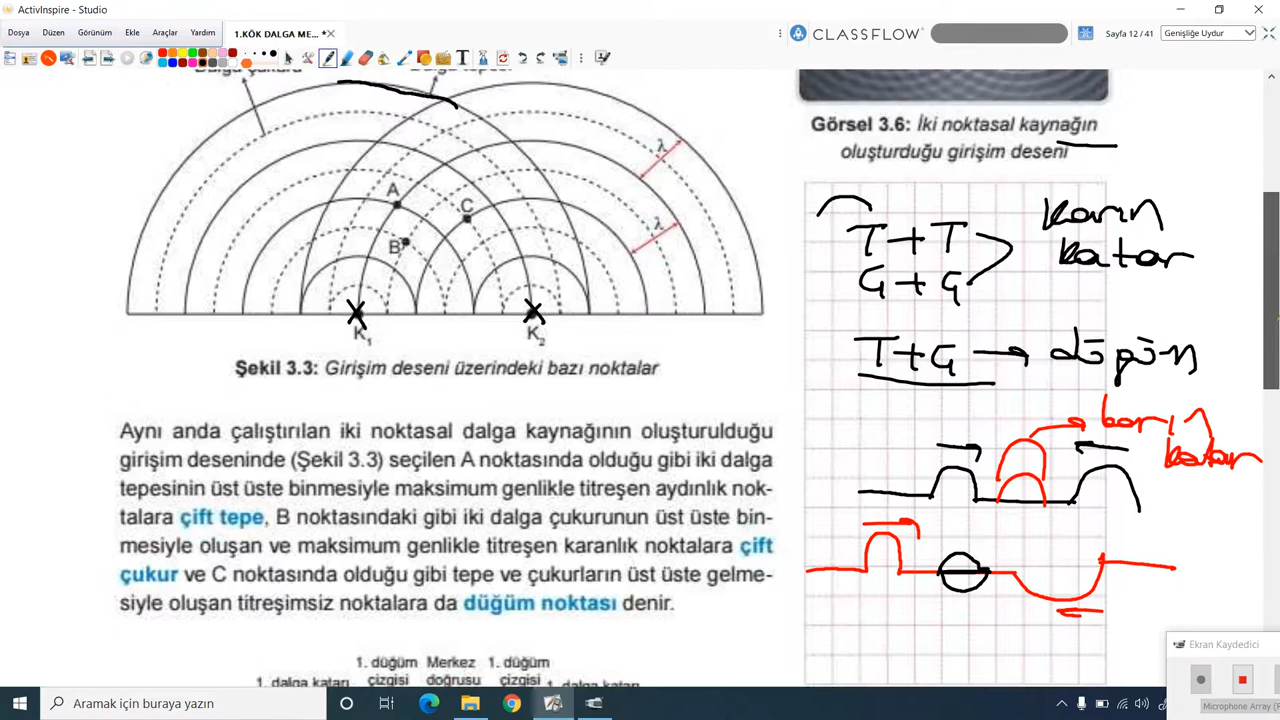 ActivInspire - Studio
Dosya Düzen Görünüm Ekle Araçlar Yardım
1.KÖK DALGA ME... *
CLASSFLOW
Sayfa 12 / 41
Genişliğe Uydur
Dalga çukuru
Dalga tepesi
λ
λ
A
C
B
K1
K2
Şekil 3.3: Girişim deseni üzerindeki bazı noktalar
Aynı anda çalıştırılan iki noktasal dalga kaynağının oluşturulduğu
girişim deseninde (Şekil 3.3) seçilen A noktasında olduğu gibi iki dalga
tepesinin üst üste binmesiyle maksimum genlikle titreşen aydınlık nok-
talara çift tepe, B noktasındaki gibi iki dalga çukurunun üst üste bin-
mesiyle oluşan ve maksimum genlikle titreşen karanlık noktalara çift
çukur ve C noktasında olduğu gibi tepe ve çukurların üst üste gelme-
siyle oluşan titreşimsiz noktalara da düğüm noktası denir.
1. düğüm Merkez 1. düğüm
1. dalga katarı çizgisi doğrusu çizgisi 1. dalga katarı
Görsel 3.6: İki noktasal kaynağın
oluşturduğu girişim deseni
T+T
Ç+Ç
karın
katar
T+Ç → düğüm
karın
katar
Ekran Kaydedici
Microphone Array (R
Aramak için buraya yazın